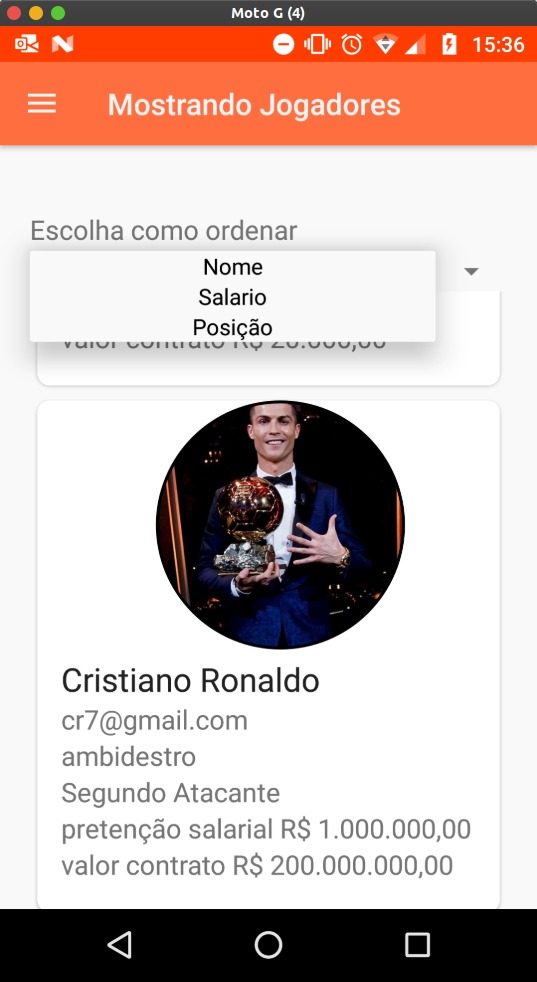 Moto G (4)
15:36
Mostrando Jogadores
Escolha como ordenar
Nome
Salario
Posição
valor contrato R$ 20.000,00
Cristiano Ronaldo
cr7@gmail.com
ambidestro
Segundo Atacante
pretenção salarial R$ 1.000.000,00
valor contrato R$ 200.000.000,00